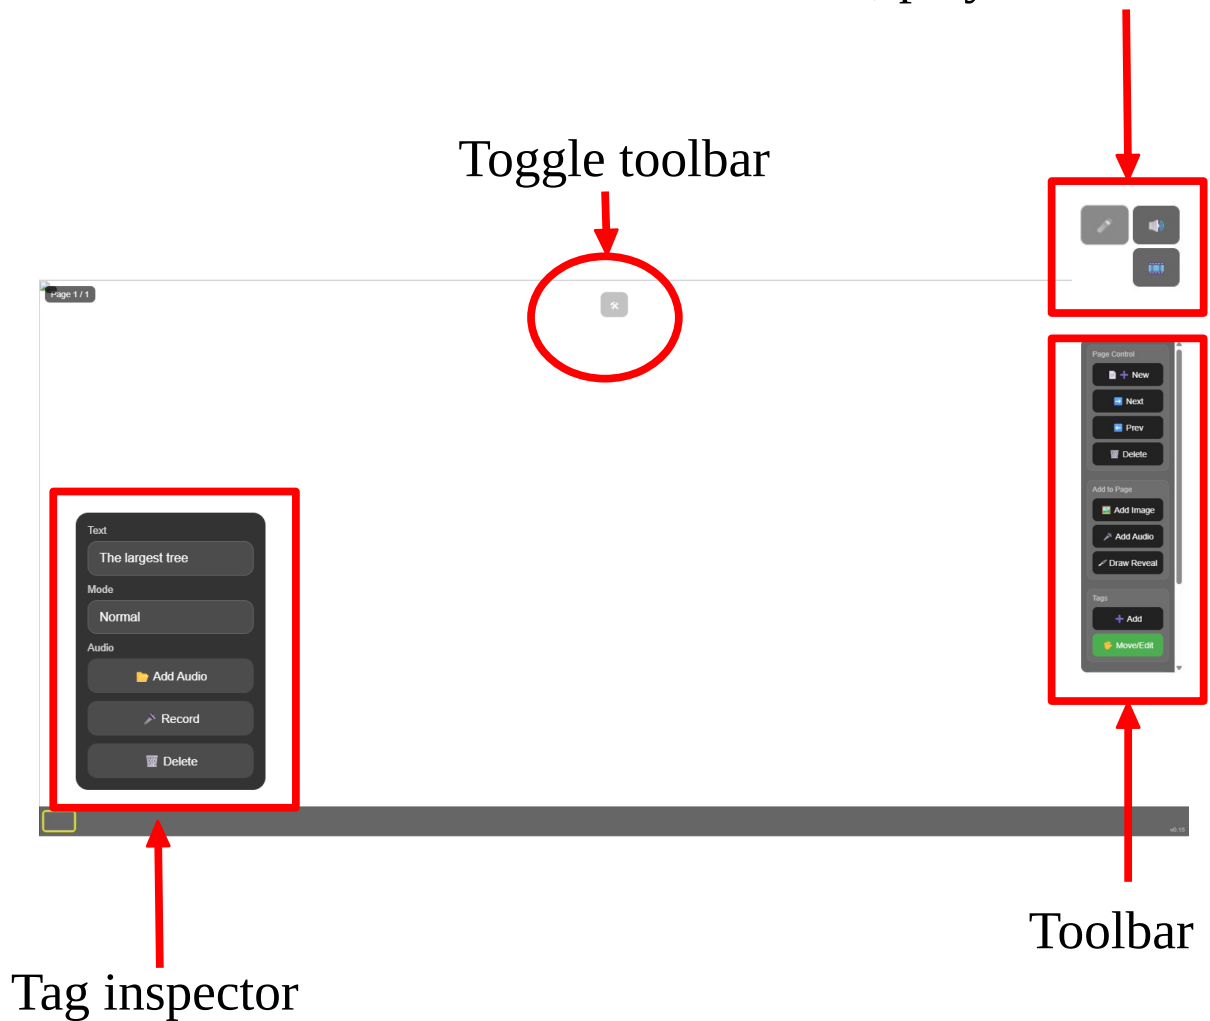 Toggle toolbar
Page 1 / 1
Page Control
New
Next
Prev
Delete
Add to Page
Add Image
Add Audio
Draw Reveal
Tags
Add
Move/Edit
Text
The largest tree
Mode
Normal
Audio
Add Audio
Record
Delete
v0.15
Toolbar
Tag inspector